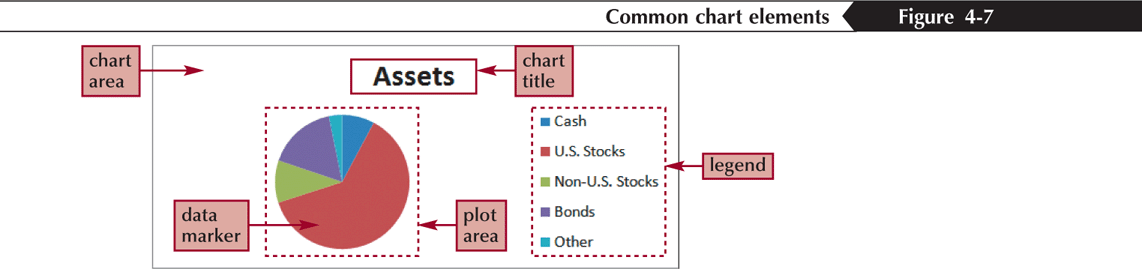 Common chart elements
Figure 4-7
chart
area
Assets
chart
title
Cash
U.S. Stocks
Non-U.S. Stocks
Bonds
Other
legend
data
marker
plot
area